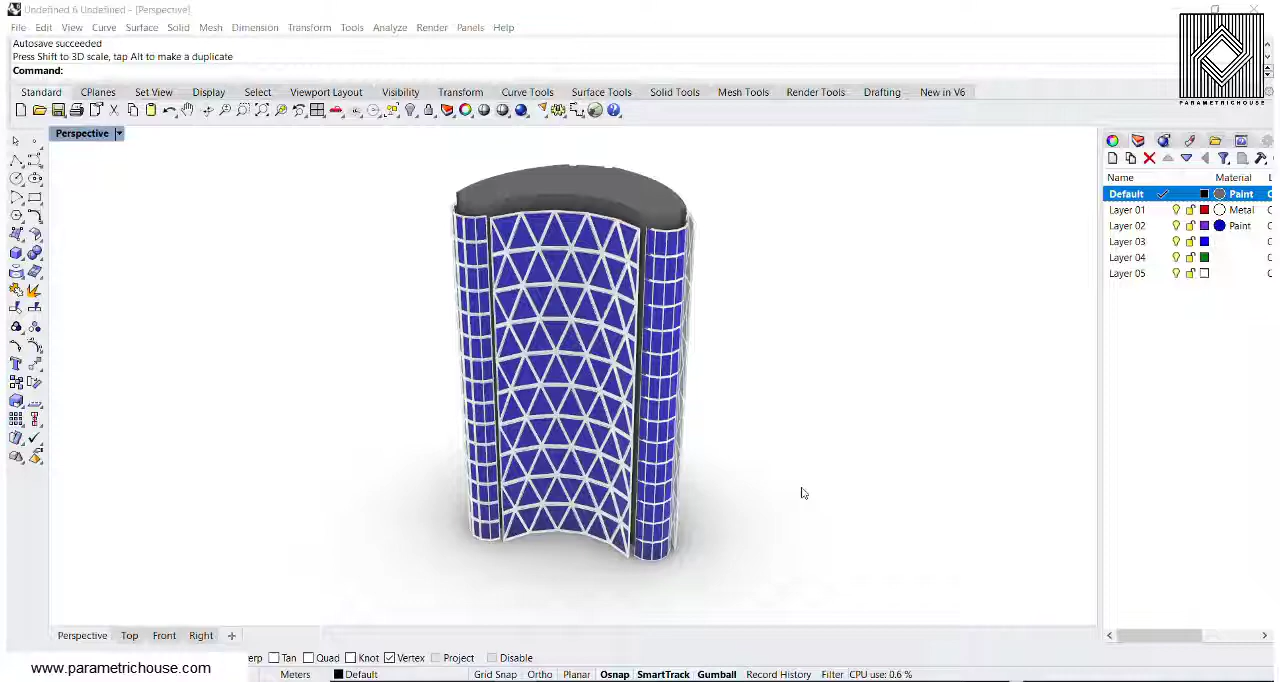 Undefined 6 Undefined - [Perspective]
File Edit View Curve Surface Solid Mesh Dimension Transform Tools Analyze Render Panels Help
Autosave succeeded
Press Shift to 3D scale, tap Alt to make a duplicate
Command:
Standard CPlanes Set View Display Select Viewport Layout Visibility Transform Curve Tools Surface Tools Solid Tools Mesh Tools Render Tools Drafting New in V6
PARAMETRICHOUSE
Perspective
Name Material L
Default Paint
Layer 01 Metal
Layer 02 Paint
Layer 03
Layer 04
Layer 05
Perspective Top Front Right
erp Tan Quad Knot Vertex Project Disable
www.parametrichouse.com
Meters Default Grid Snap Ortho Planar Osnap SmartTrack Gumball Record History Filter CPU use: 0.6 %